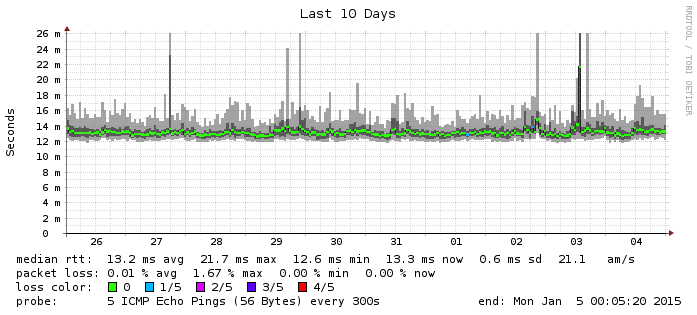 Last 10 Days
RRDTOOL / TOBI OETIKER
Seconds
26 m
24 m
22 m
20 m
18 m
16 m
14 m
12 m
10 m
8 m
6 m
4 m
2 m
0
26 27 28 29 30 31 01 02 03 04
median rtt: 13.2 ms avg 21.7 ms max 12.6 ms min 13.3 ms now 0.6 ms sd 21.1 am/s
packet loss: 0.01 % avg 1.67 % max 0.00 % min 0.00 % now
loss color: 0 1/5 2/5 3/5 4/5
probe: 5 ICMP Echo Pings (56 Bytes) every 300s end: Mon Jan 5 00:05:20 2015